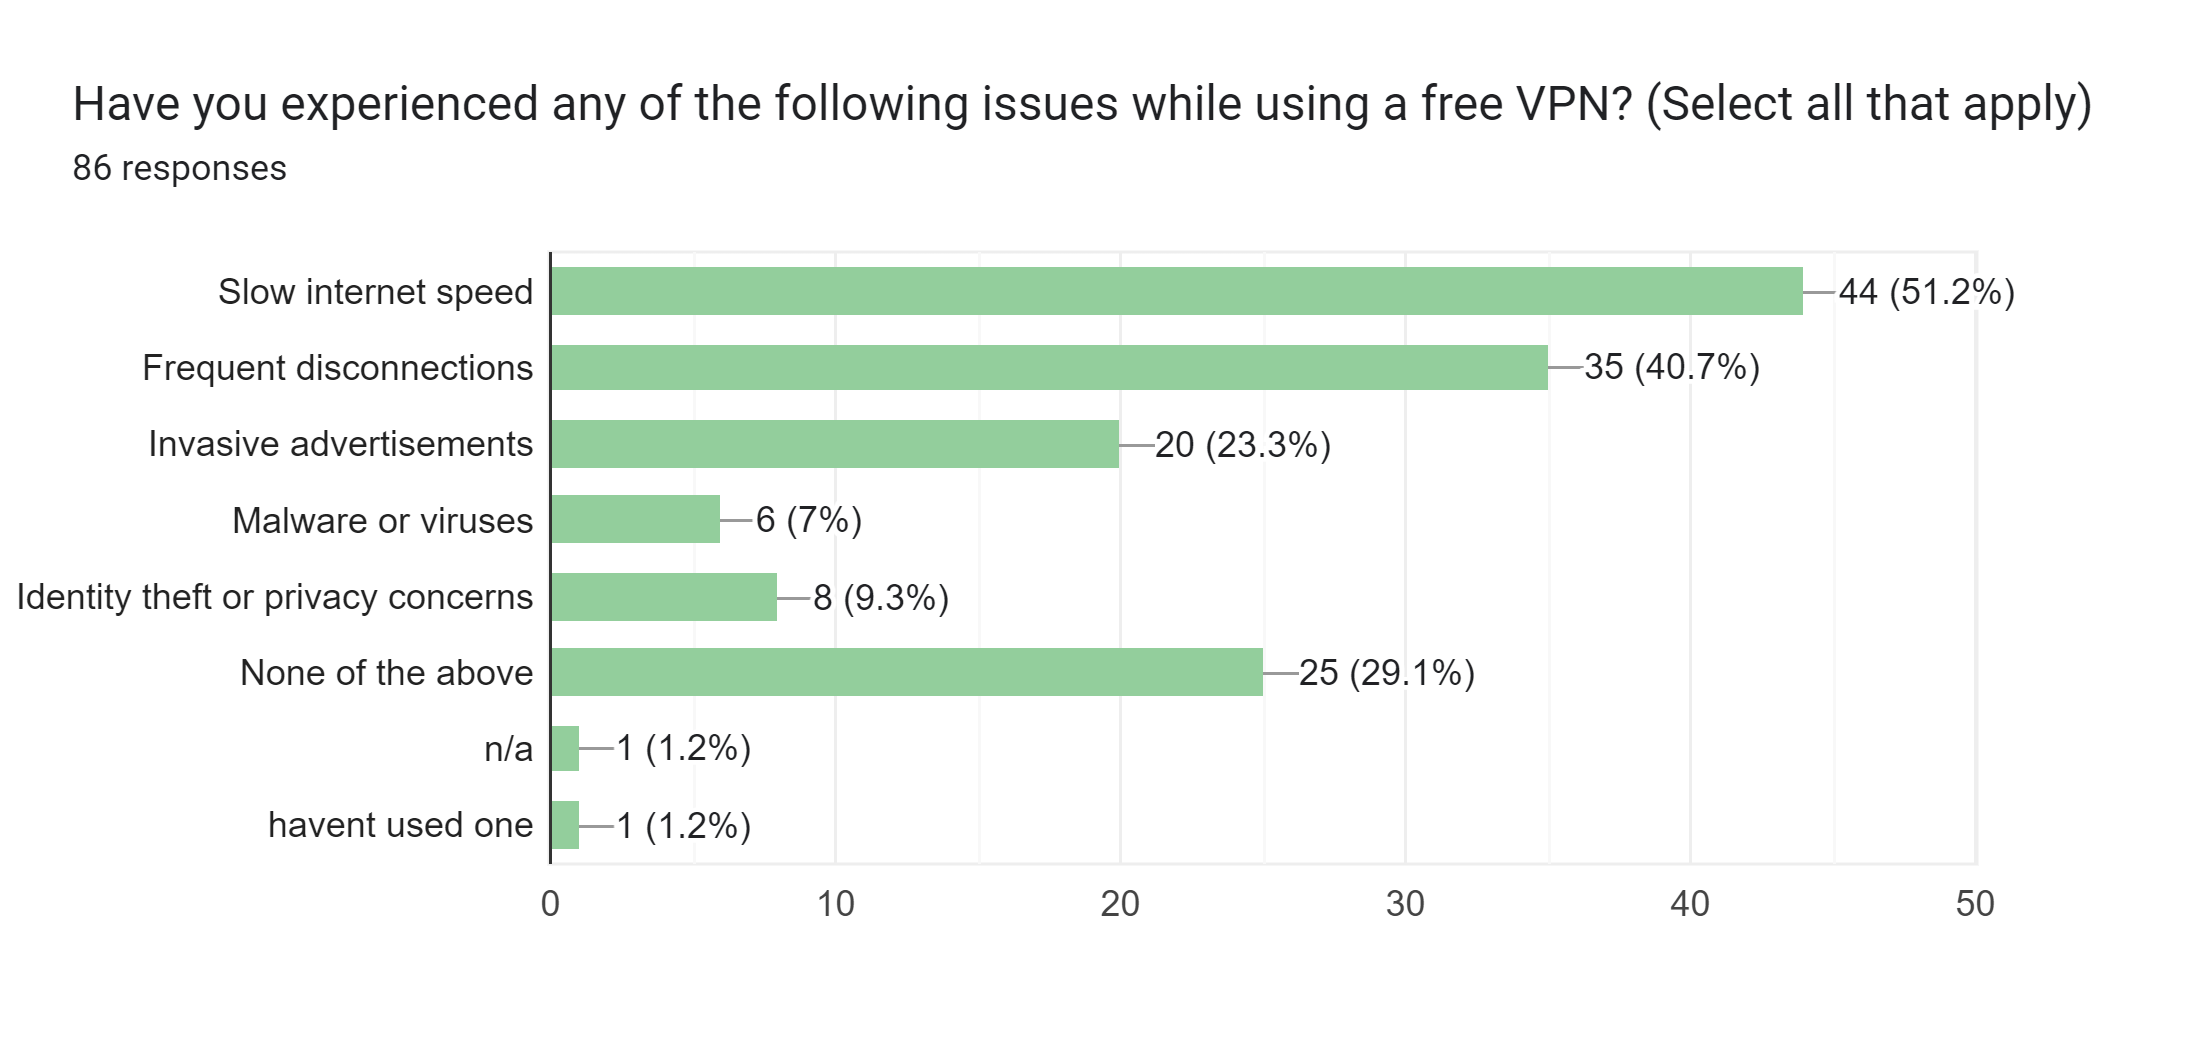 Have you experienced any of the following issues while using a free VPN? (Select all that apply)
86 responses
Slow internet speed 44 (51.2%)
Frequent disconnections 35 (40.7%)
Invasive advertisements 20 (23.3%)
Malware or viruses 6 (7%)
Identity theft or privacy concerns 8 (9.3%)
None of the above 25 (29.1%)
n/a 1 (1.2%)
havent used one 1 (1.2%)
0 10 20 30 40 50